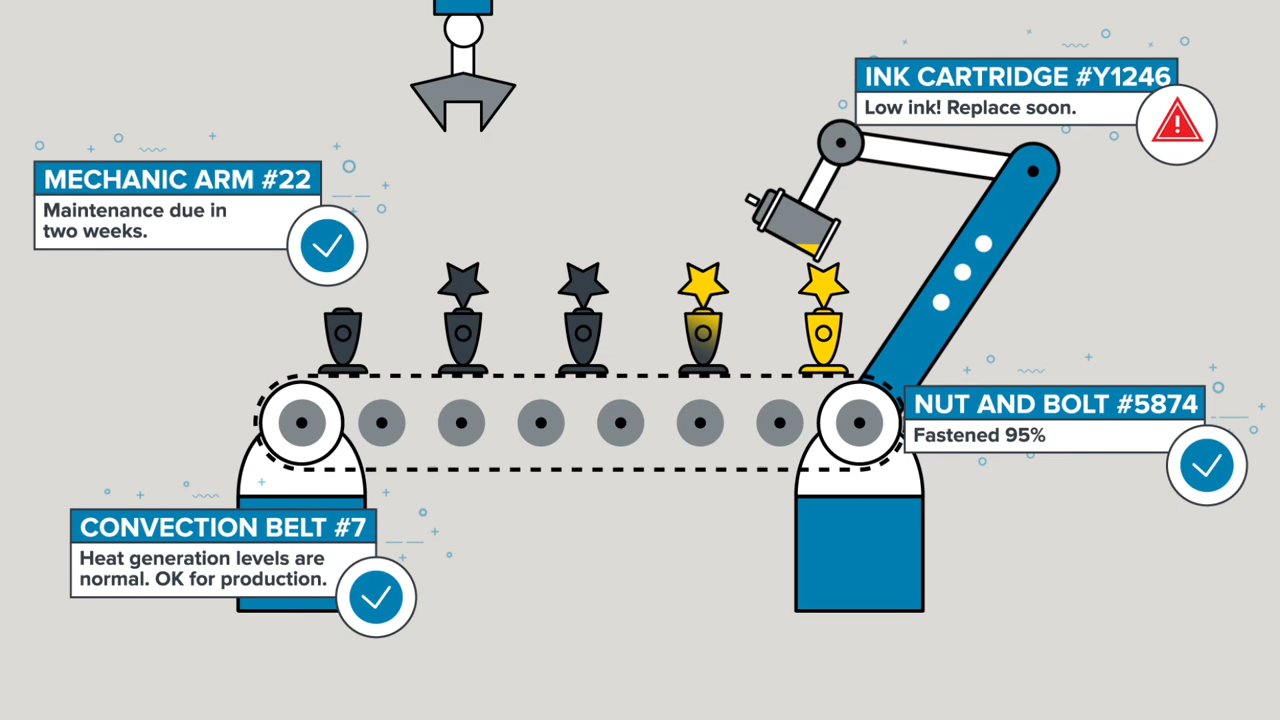 INK CARTRIDGE #Y1246
Low ink! Replace soon.
MECHANIC ARM #22
Maintenance due in
two weeks.
NUT AND BOLT #5874
Fastened 95%
CONVECTION BELT #7
Heat generation levels are
normal. OK for production.